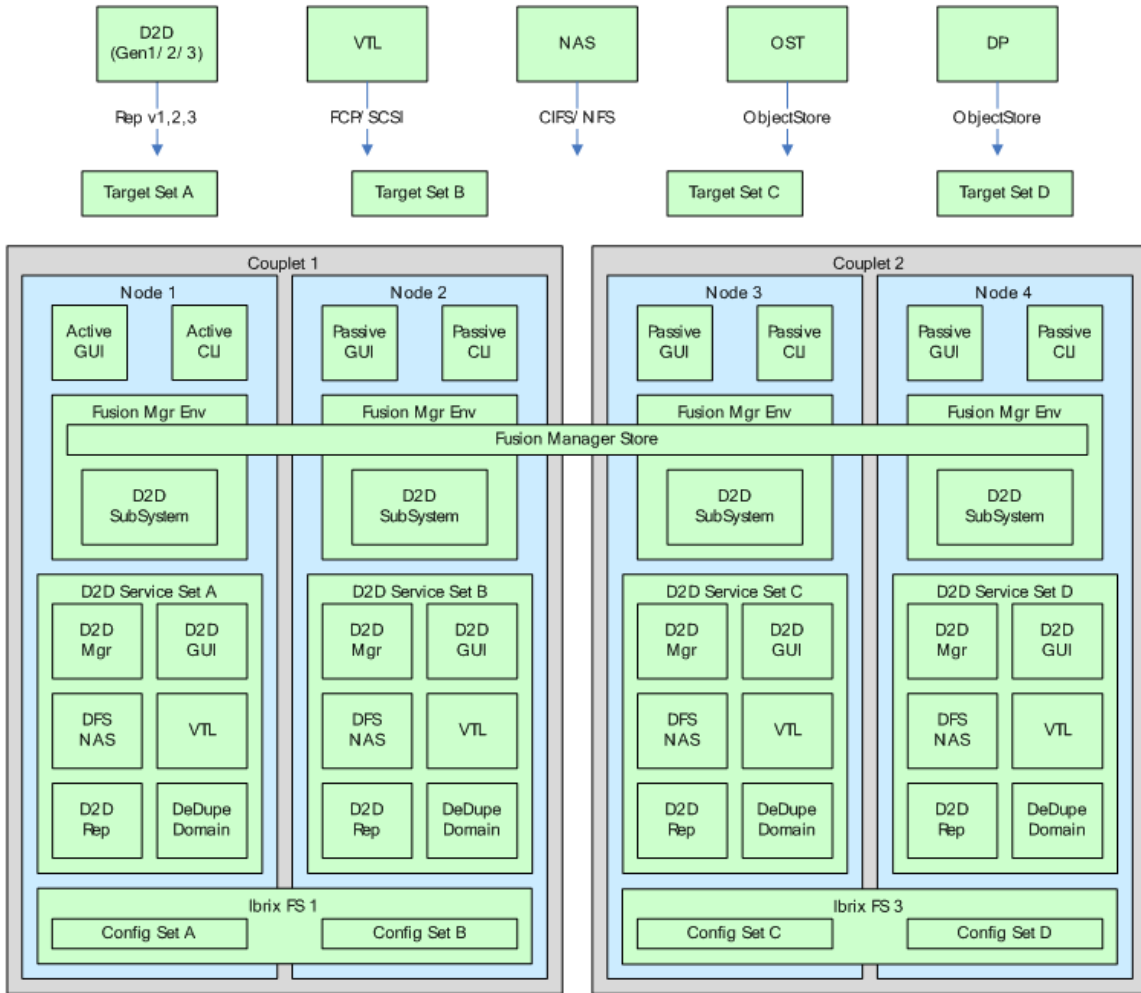 D2D
(Gen1/ 2/ 3)
VTL
NAS
OST
DP
Rep v1,2,3
FCP/ SCSI
CIFS/ NFS
ObjectStore
ObjectStore
Target Set A
Target Set B
Target Set C
Target Set D
Couplet 1
Node 1
Active
GUI
Active
CLI
Node 2
Passive
GUI
Passive
CLI
Couplet 2
Node 3
Passive
GUI
Passive
CLI
Node 4
Passive
GUI
Passive
CLI
Fusion Mgr Env
Fusion Mgr Env
Fusion Mgr Env
Fusion Mgr Env
Fusion Manager Store
D2D
SubSystem
D2D
SubSystem
D2D
SubSystem
D2D
SubSystem
D2D Service Set A
D2D
Mgr
D2D
GUI
DFS
NAS
VTL
D2D
Rep
DeDupe
Domain
D2D Service Set B
D2D
Mgr
D2D
GUI
DFS
NAS
VTL
D2D
Rep
DeDupe
Domain
D2D Service Set C
D2D
Mgr
D2D
GUI
DFS
NAS
VTL
D2D
Rep
DeDupe
Domain
D2D Service Set D
D2D
Mgr
D2D
GUI
DFS
NAS
VTL
D2D
Rep
DeDupe
Domain
Ibrix FS 1
Config Set A
Config Set B
Ibrix FS 3
Config Set C
Config Set D